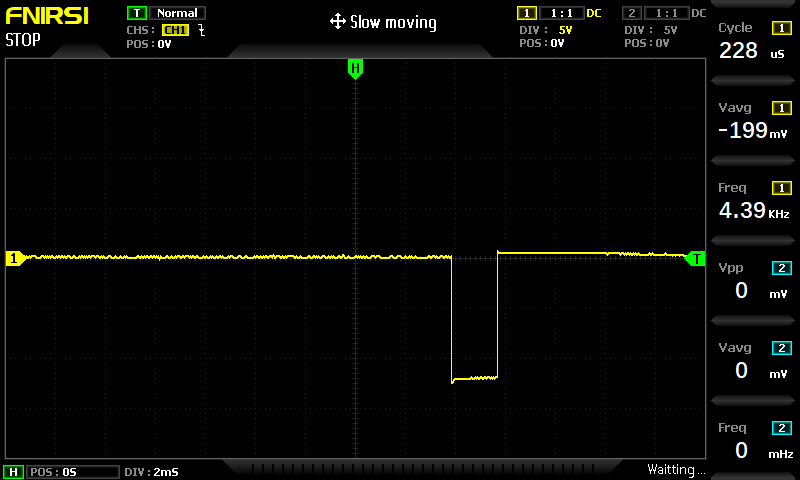 FNIRSI
STOP
T Normal
CHS: CH1
POS: 0V
Slow moving
1 1:1 DC
DIV: 5V
POS: 0V
2 1:1 DC
DIV: 5V
POS: 0V
H
1
T
Cycle 1
228 uS
Vavg 1
-199 mV
Freq 1
4.39 KHz
Vpp 2
0 mV
Vavg 2
0 mV
Freq 2
0 mHz
H POS: 0S DIV: 2mS
Waitting...